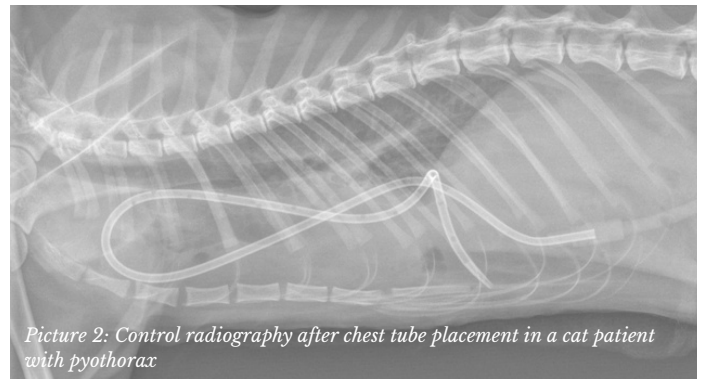 Picture 2: Control radiography after chest tube placement in a cat patient
with pyothorax